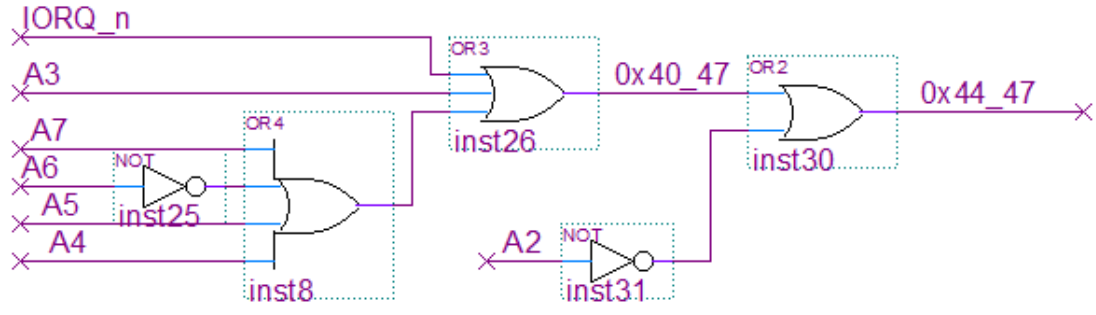 IORQ_n
OR3
A3
0x40_47
OR2
0x44_47
OR4
A7
inst26
NOT
A6
inst30
A5
inst25
A4
A2
NOT
inst8
inst31